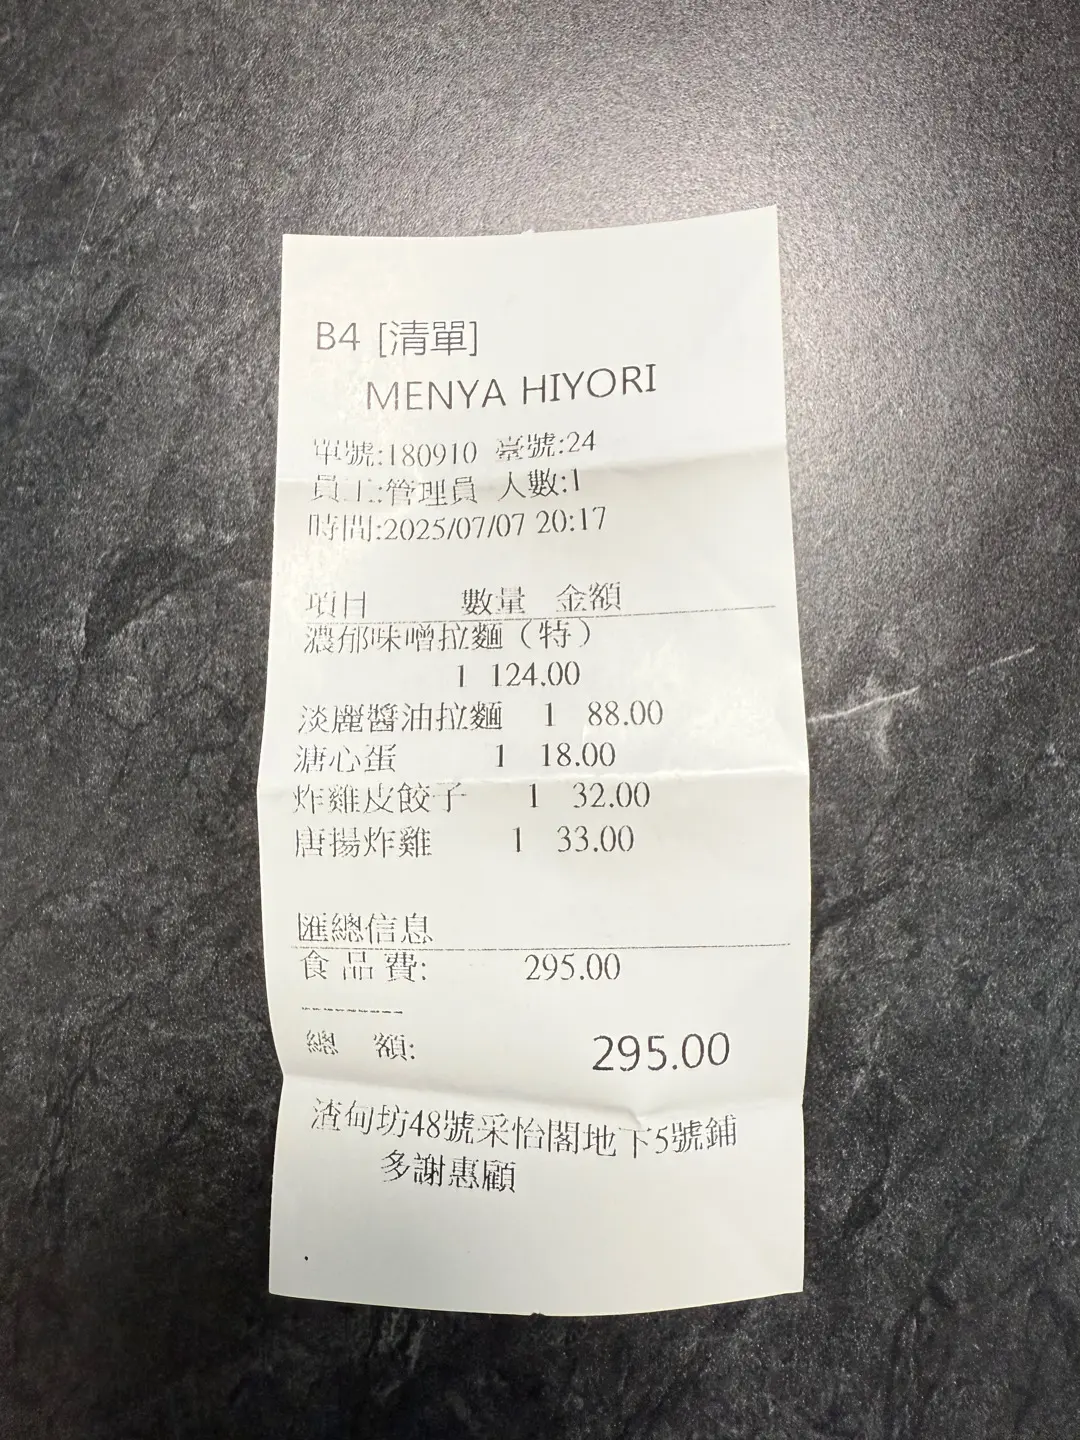 B4 [清單]
MENYA HIYORI
單號:180910 臺號:24
員工:管理員 人數:1
時間:2025/07/07 20:17
項目 數量 金額
濃郁味噌拉麵（特）
1 124.00
淡麗醬油拉麵 1 88.00
溏心蛋 1 18.00
炸雞皮餃子 1 32.00
唐揚炸雞 1 33.00
匯總信息
食 品 費: 295.00
----------
總 額: 295.00
渣甸坊48號采怡閣地下5號鋪
多謝惠顧
.